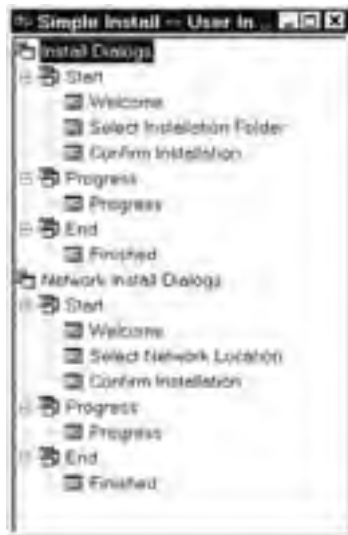 Simple Install -- User In...
Install Dialogs
Start
Welcome
Select Installation Folder
Confirm Installation
Progress
Progress
End
Finished
Network Install Dialogs
Start
Welcome
Select Network Location
Confirm Installation
Progress
Progress
End
Finished